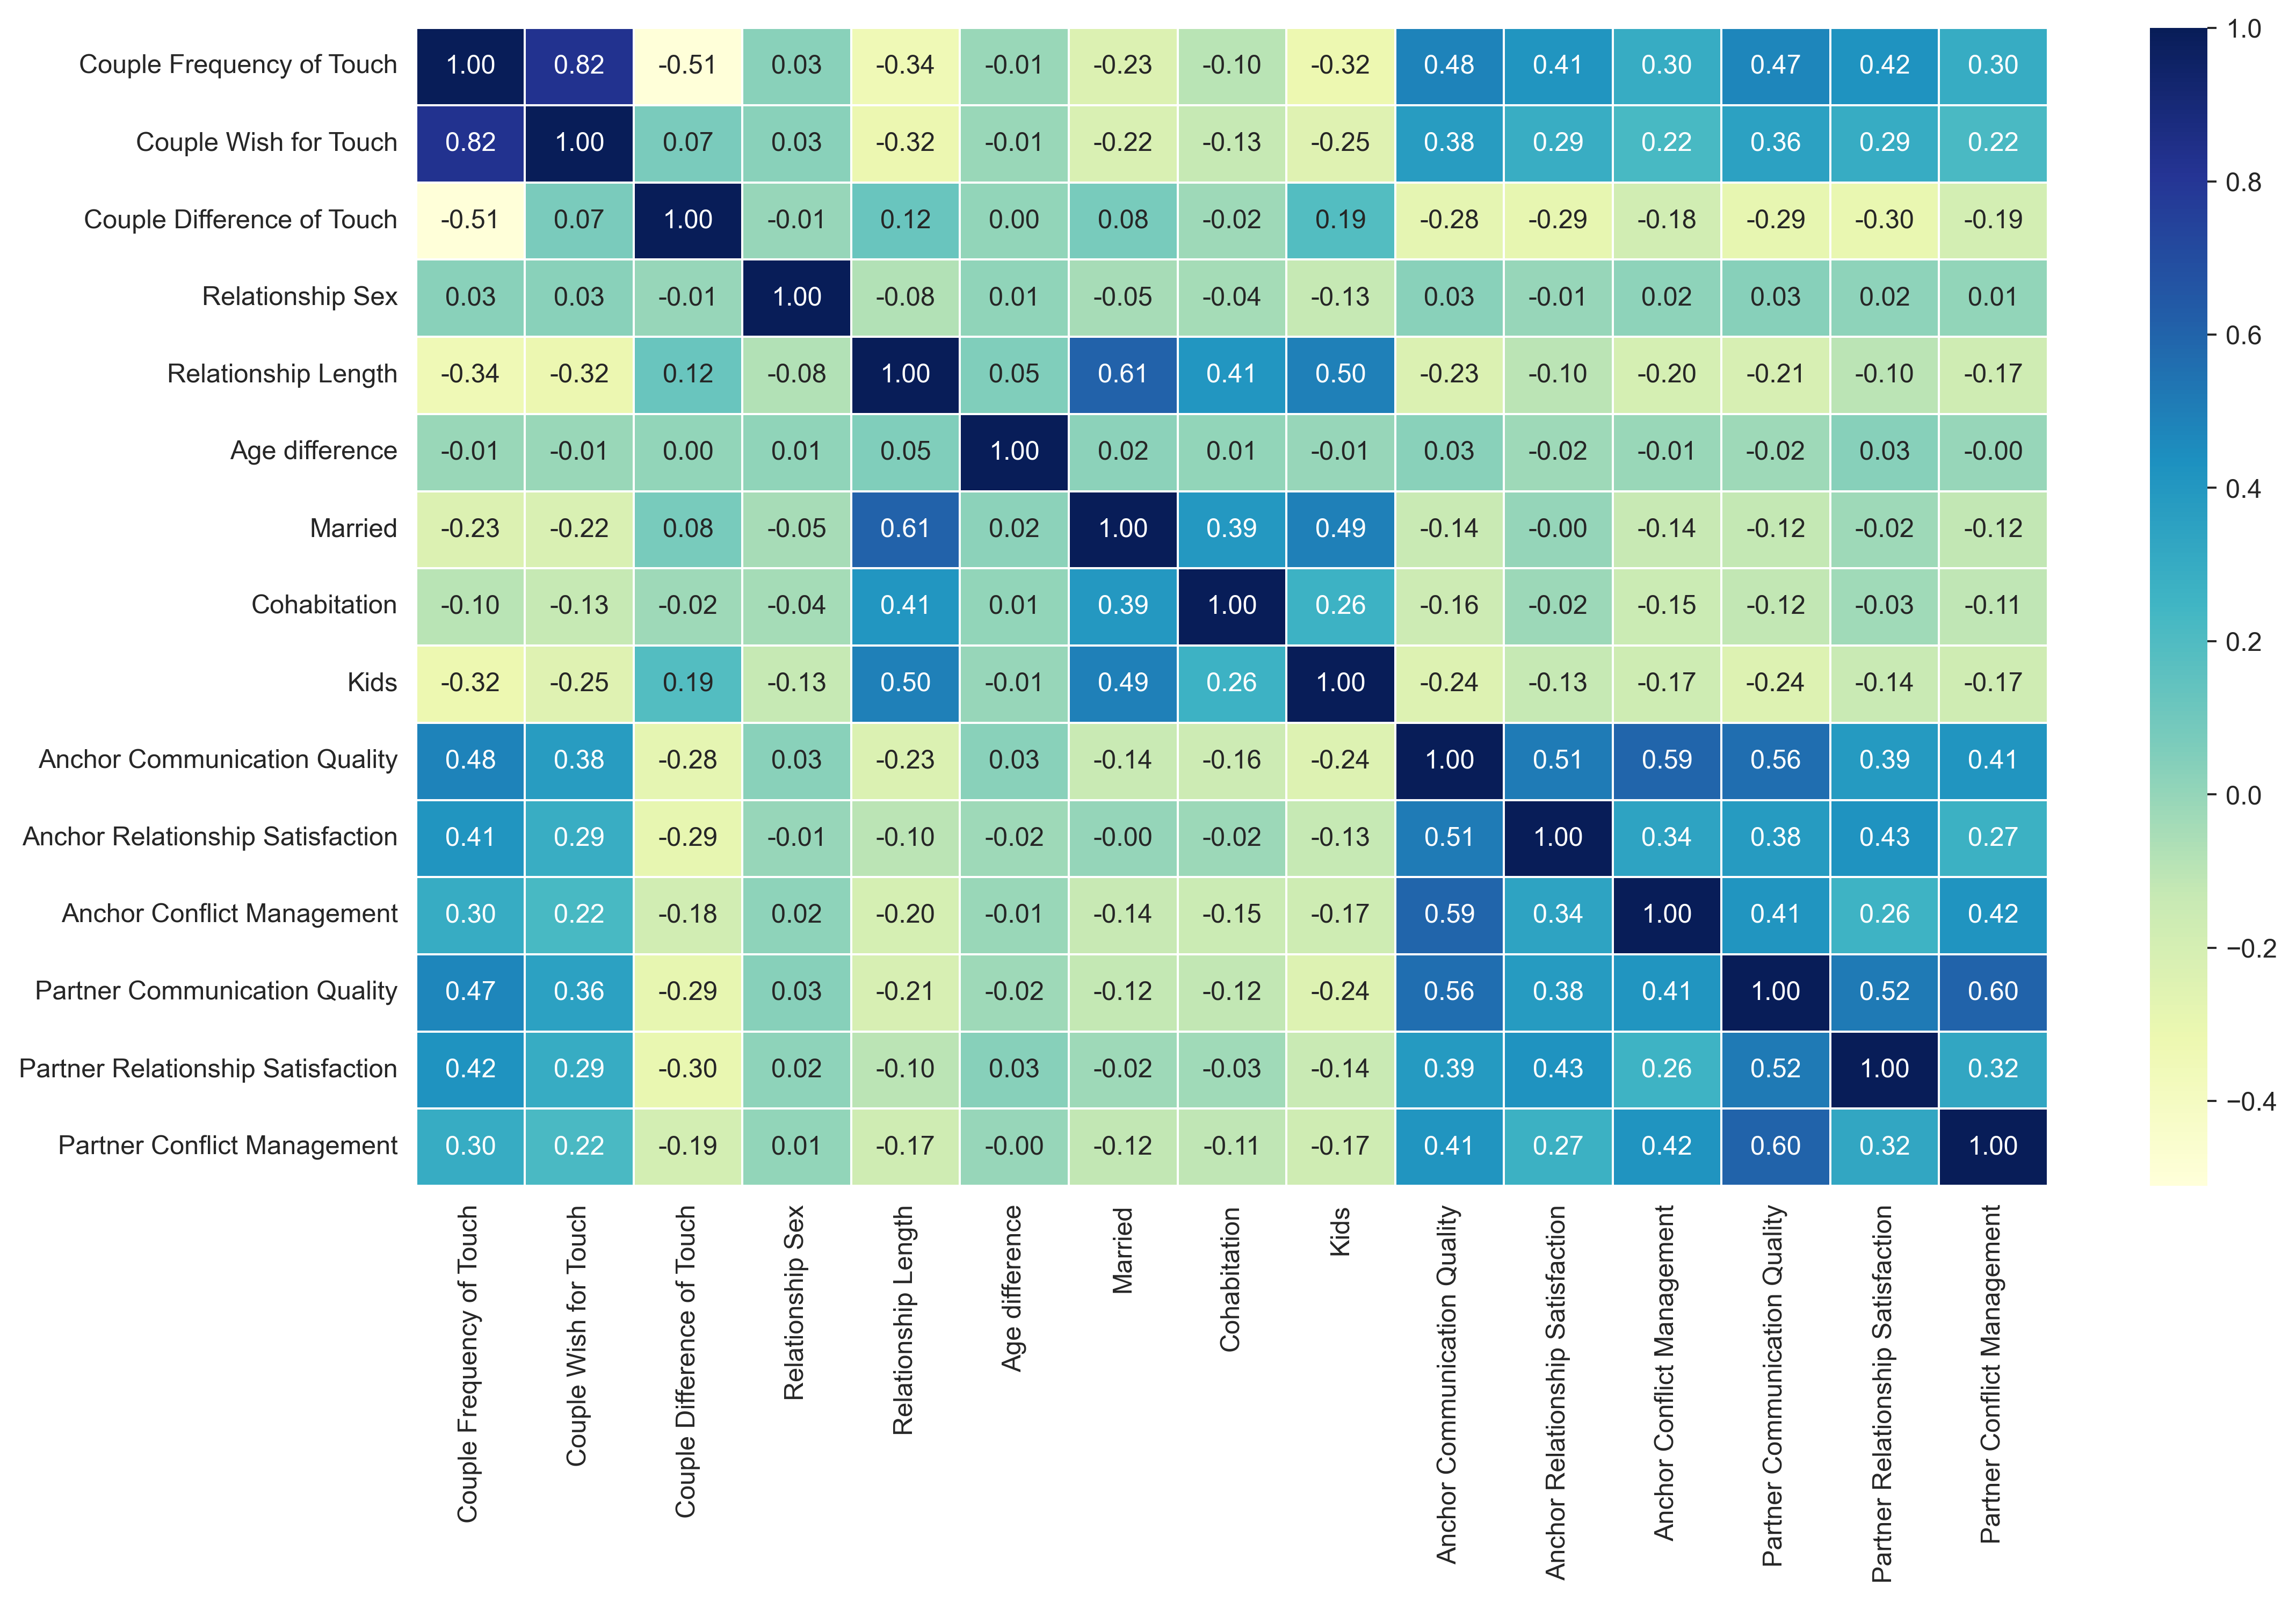 Couple Frequency of Touch 1.00 0.82 -0.51 0.03 -0.34 -0.01 -0.23 -0.10 -0.32 0.48 0.41 0.30 0.47 0.42 0.30
Couple Wish for Touch 0.82 1.00 0.07 0.03 -0.32 -0.01 -0.22 -0.13 -0.25 0.38 0.29 0.22 0.36 0.29 0.22
Couple Difference of Touch -0.51 0.07 1.00 -0.01 0.12 0.00 0.08 -0.02 0.19 -0.28 -0.29 -0.18 -0.29 -0.30 -0.19
Relationship Sex 0.03 0.03 -0.01 1.00 -0.08 0.01 -0.05 -0.04 -0.13 0.03 -0.01 0.02 0.03 0.02 0.01
Relationship Length -0.34 -0.32 0.12 -0.08 1.00 0.05 0.61 0.41 0.50 -0.23 -0.10 -0.20 -0.21 -0.10 -0.17
Age difference -0.01 -0.01 0.00 0.01 0.05 1.00 0.02 0.01 -0.01 0.03 -0.02 -0.01 -0.02 0.03 -0.00
Married -0.23 -0.22 0.08 -0.05 0.61 0.02 1.00 0.39 0.49 -0.14 -0.00 -0.14 -0.12 -0.02 -0.12
Cohabitation -0.10 -0.13 -0.02 -0.04 0.41 0.01 0.39 1.00 0.26 -0.16 -0.02 -0.15 -0.12 -0.03 -0.11
Kids -0.32 -0.25 0.19 -0.13 0.50 -0.01 0.49 0.26 1.00 -0.24 -0.13 -0.17 -0.24 -0.14 -0.17
Anchor Communication Quality 0.48 0.38 -0.28 0.03 -0.23 0.03 -0.14 -0.16 -0.24 1.00 0.51 0.59 0.56 0.39 0.41
Anchor Relationship Satisfaction 0.41 0.29 -0.29 -0.01 -0.10 -0.02 -0.00 -0.02 -0.13 0.51 1.00 0.34 0.38 0.43 0.27
Anchor Conflict Management 0.30 0.22 -0.18 0.02 -0.20 -0.01 -0.14 -0.15 -0.17 0.59 0.34 1.00 0.41 0.26 0.42
Partner Communication Quality 0.47 0.36 -0.29 0.03 -0.21 -0.02 -0.12 -0.12 -0.24 0.56 0.38 0.41 1.00 0.52 0.60
Partner Relationship Satisfaction 0.42 0.29 -0.30 0.02 -0.10 0.03 -0.02 -0.03 -0.14 0.39 0.43 0.26 0.52 1.00 0.32
Partner Conflict Management 0.30 0.22 -0.19 0.01 -0.17 -0.00 -0.12 -0.11 -0.17 0.41 0.27 0.42 0.60 0.32 1.00
Couple Frequency of Touch
Couple Wish for Touch
Couple Difference of Touch
Relationship Sex
Relationship Length
Age difference
Married
Cohabitation
Kids
Anchor Communication Quality
Anchor Relationship Satisfaction
Anchor Conflict Management
Partner Communication Quality
Partner Relationship Satisfaction
Partner Conflict Management
1.0
0.8
0.6
0.4
0.2
0.0
−0.2
−0.4